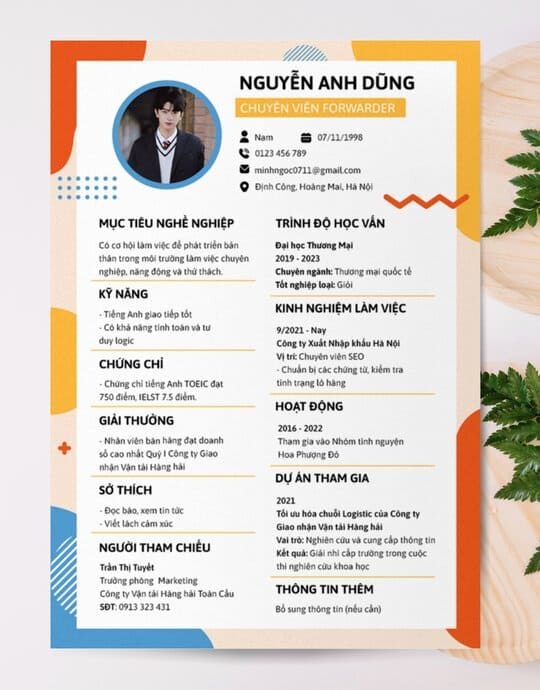 NGUYỄN ANH DŨNG
CHUYÊN VIÊN FORWARDER
Nam
07/11/1998
0123 456 789
minhngoc0711@gmail.com
Định Công, Hoàng Mai, Hà Nội
MỤC TIÊU NGHỀ NGHIỆP
Có cơ hội làm việc để phát triển bản
thân trong môi trường làm việc chuyên
nghiệp, năng động và thử thách.
KỸ NĂNG
- Tiếng Anh giao tiếp tốt
- Có khả năng tính toán và tư
duy logic
CHỨNG CHỈ
- Chứng chỉ tiếng Anh TOEIC đạt
750 điểm, IELST 7.5 điểm.
GIẢI THƯỞNG
- Nhân viên bán hàng đạt doanh
số cao nhất Quý I Công ty Giao
nhận Vận tải Hàng hải
SỞ THÍCH
- Đọc báo, xem tin tức
- Viết lách cảm xúc
NGƯỜI THAM CHIẾU
Trần Thị Tuyết
Trưởng phòng Marketing
Công ty Vận tải Hàng hải Toàn Cầu
SĐT: 0913 323 431
TRÌNH ĐỘ HỌC VẤN
Đại học Thương Mại
2019 - 2023
Chuyên ngành: Thương mại quốc tế
Tốt nghiệp loại: Giỏi
KINH NGHIỆM LÀM VIỆC
9/2021 - Nay
Công ty Xuất Nhập khẩu Hà Nội
Vị trí: Chuyên viên SEO
- Chuẩn bị các chứng từ, kiểm tra
tình trạng lô hàng
HOẠT ĐỘNG
2016 - 2022
Tham gia vào Nhóm tình nguyện
Hoa Phượng Đỏ
DỰ ÁN THAM GIA
2021
Tối ưu hóa chuỗi Logistic của Công ty
Giao nhận Vận tải Hàng hải
Vai trò: Nghiên cứu và cung cấp thông tin
Kết quả: Giải nhì cấp trường trong cuộc
thi nghiên cứu khoa học
THÔNG TIN THÊM
Bổ sung thông tin (nếu cần)